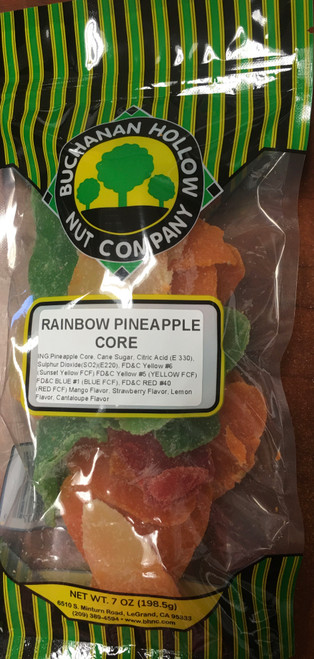 BUCHANAN HOLLOW
NUT COMPANY
RAINBOW PINEAPPLE
CORE
ING:Pineapple Core, Cane Sugar, Citric Acid (E 330),
Sulphur Dioxide(SO2)(E220), FD&C Yellow #6
(Sunset Yellow FCF) FD&C Yellow #5 (YELLOW FCF)
FD&C BLUE #1 (BLUE FCF), FD&C RED #40
(RED FCF) Mango Flavor, Strawberry Flavor, Lemon
Flavor, Cantaloupe Flavor
NET WT. 7 OZ (198.5g)
6510 S. Minturn Road, LeGrand, CA 95333
(209) 389-4594 • www.bhnc.com